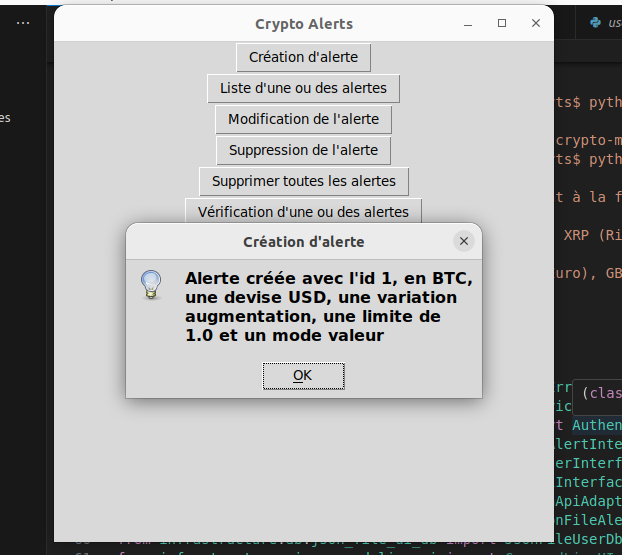 ...
Crypto Alerts
us
es
Création d'alerte
Liste d'une ou des alertes
Modification de l'alerte
Suppression de l'alerte
Supprimer toutes les alertes
Vérification d'une ou des alertes
Création d'alerte
Alerte créée avec l'id 1, en BTC,
une devise USD, une variation
augmentation, une limite de
1.0 et un mode valeur
OK
ts$ pyth
crypto-m
ts$ pyth
t à la f
XRP (Ri
uro), GB
rr
(clas
ic
t Authen
lertInte
erInterf
Interfac
ApiAdapt
nFileAle